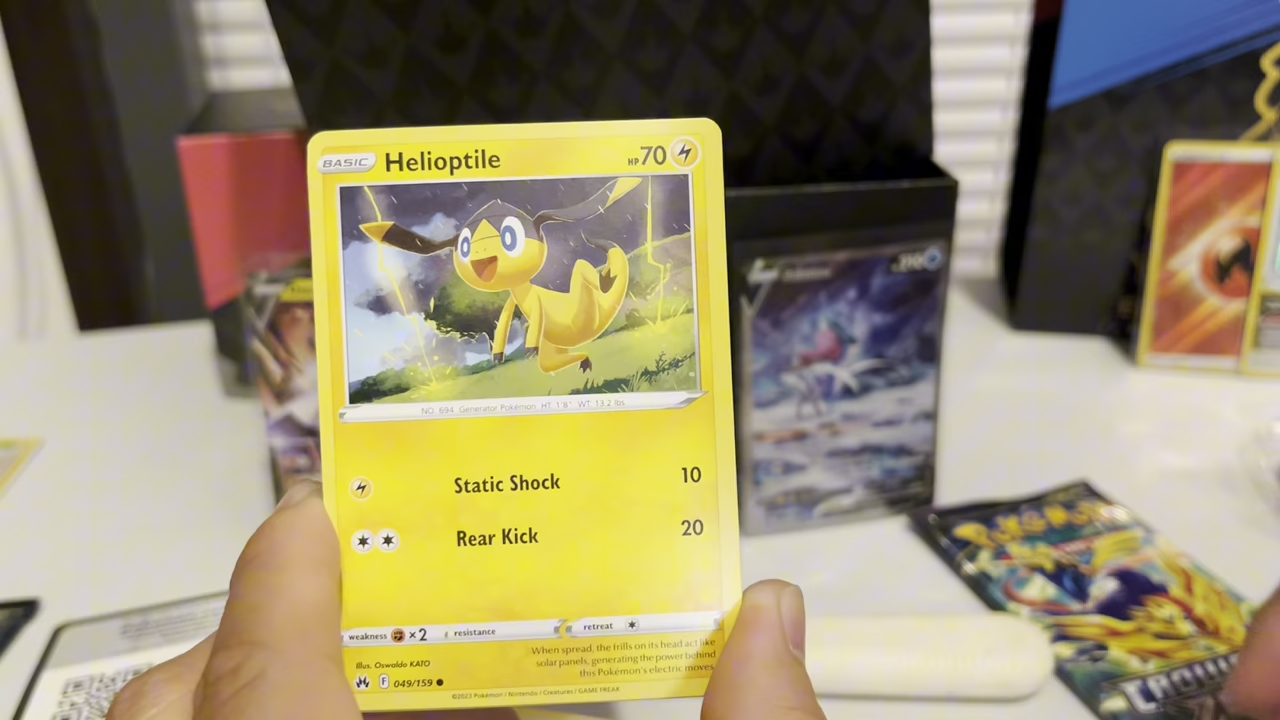 BASIC Helioptile HP 70
NO. 694 Generator Pokémon HT: 1'8" WT: 13.2 lbs.
Static Shock 10
Rear Kick 20
weakness ×2 resistance retreat
Illus. Oswaldo KATO
When spread, the frills on its head act like
solar panels, generating the power behind
this Pokémon's electric moves.
F 049/159
©2023 Pokémon / Nintendo / Creatures / GAME FREAK
POKÉMON